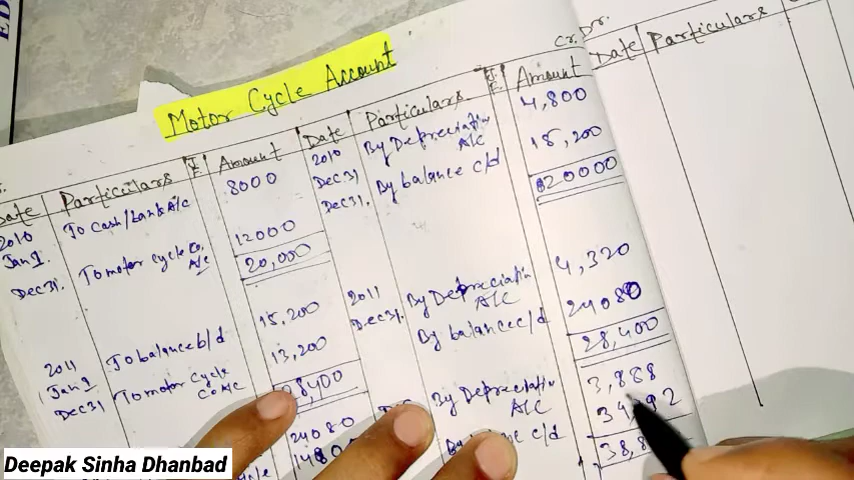 Motor Cycle Account
Cr.
Dr.
Date Particulars
Date Particulars J.F. Amount Date Particulars J.F. Amount
2010
Jan 1 To Cash/bank A/c 8000
Dec 31. To motor cycle Co. A/c 12000
20,000
2010
Dec 31 By Depreciation A/c 4,800
Dec 31. By balance c/d 15,200
20000
2011
Jan 1 To balance b/d 15,200
Dec 31 To motor cycle Co A/c 13,200
28,400
2011
Dec 31. By Depreciation A/c 4,320
By balance c/d 24080
28,400
24080
By Depreciation A/c 3,888
c/d
Deepak Sinha Dhanbad